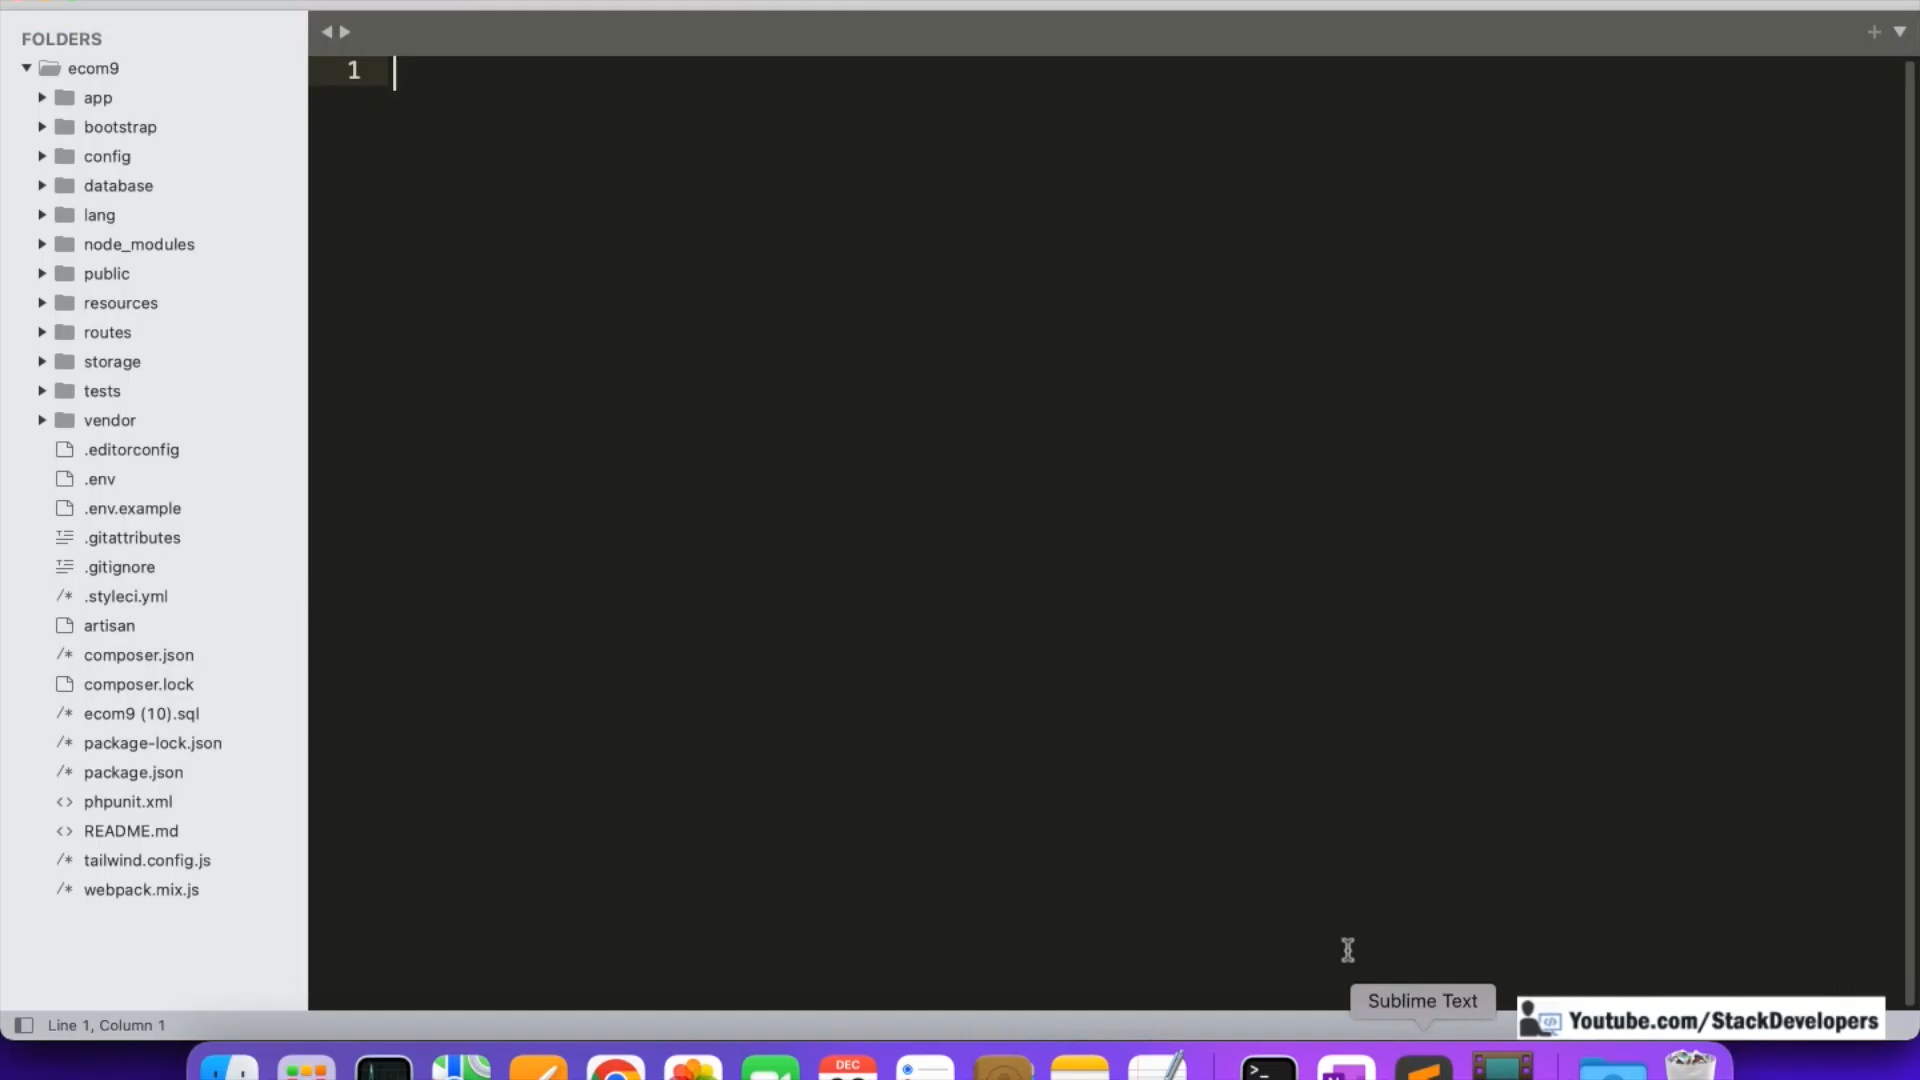 FOLDERS
ecom9
app
bootstrap
config
database
lang
node_modules
public
resources
routes
storage
tests
vendor
.editorconfig
.env
.env.example
.gitattributes
.gitignore
.styleci.yml
artisan
composer.json
composer.lock
ecom9 (10).sql
package-lock.json
package.json
phpunit.xml
README.md
tailwind.config.js
webpack.mix.js
1
Sublime Text
Line 1, Column 1
Youtube.com/StackDevelopers
DEC